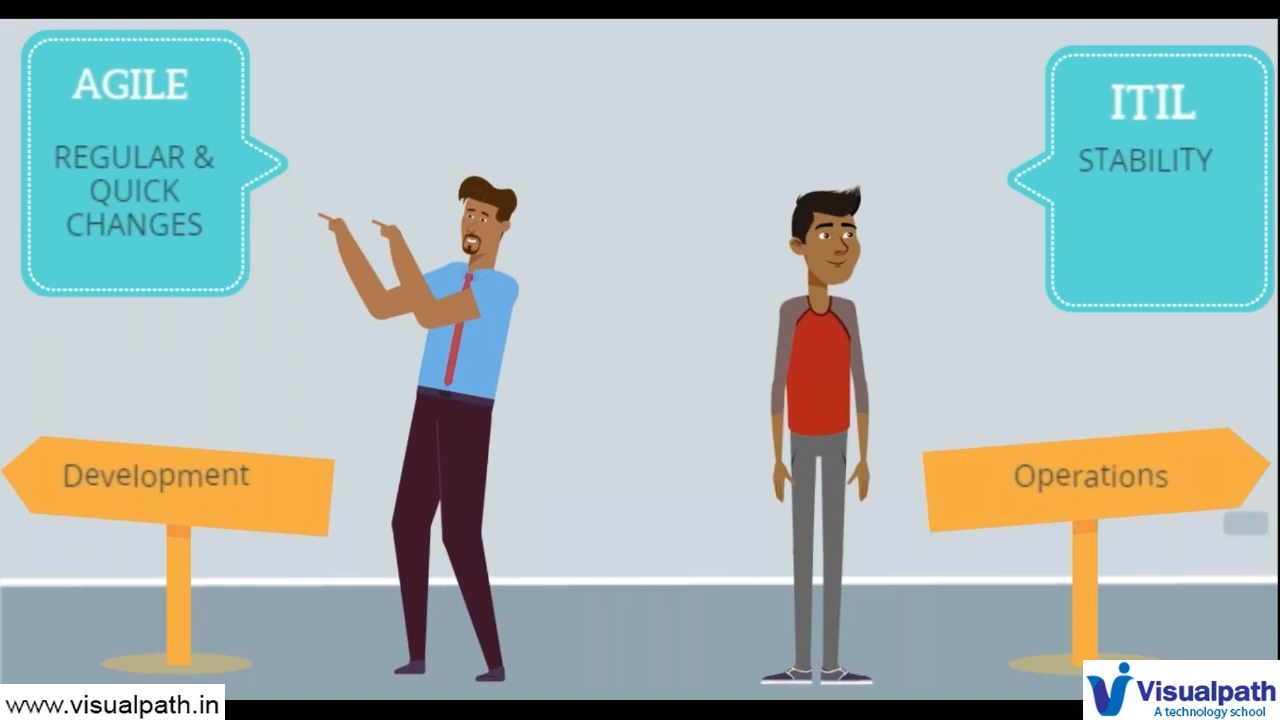 AGILE
REGULAR &
QUICK
CHANGES
ITIL
STABILITY
Development
Operations
www.visualpath.in
Visualpath
A technology school